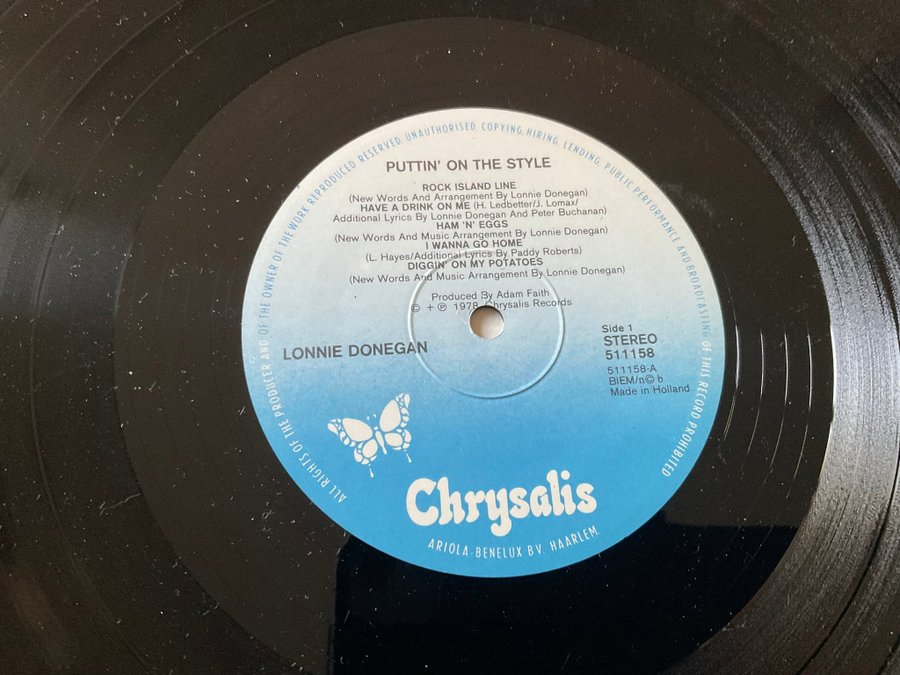 ALL RIGHTS OF THE PRODUCER AND OF THE OWNER OF THE WORK REPRODUCED RESERVED. UNAUTHORISED, COPYING, HIRING, LENDING, PUBLIC PERFORMANCE AND BROADCASTING OF THIS RECORD PROHIBITED
PUTTIN' ON THE STYLE
ROCK ISLAND LINE
(New Words And Arrangement By Lonnie Donegan)
HAVE A DRINK ON ME (H. Ledbetter/J. Lomax/
Additional Lyrics By Lonnie Donegan And Peter Buchanan)
HAM 'N' EGGS
(New Words And Music Arrangement By Lonnie Donegan)
I WANNA GO HOME
(L. Hayes/Additional Lyrics By Paddy Roberts)
DIGGIN' ON MY POTATOES
(New Words And Music Arrangement By Lonnie Donegan)
Produced By Adam Faith
© + ℗ 1978 Chrysalis Records
LONNIE DONEGAN
Side 1
STEREO
511158
511158-A
BIEM/n©b
Made in Holland
Chrysalis
ARIOLA-BENELUX B.V. HAARLEM